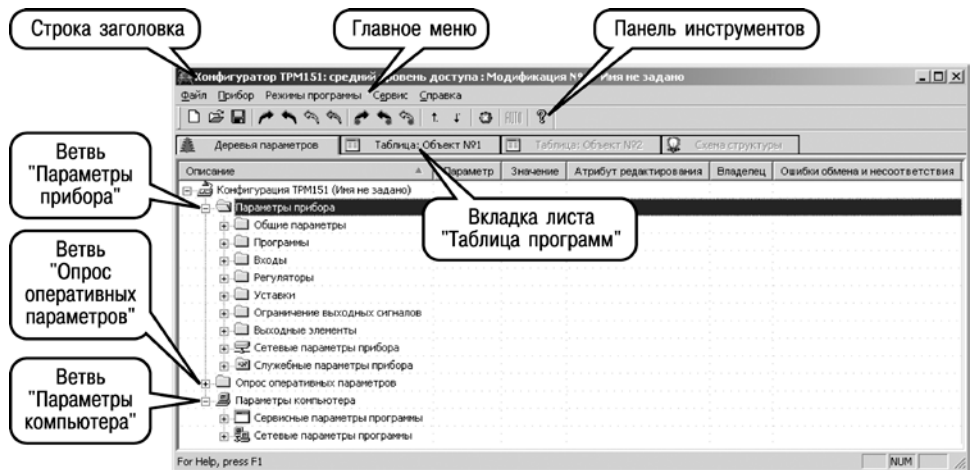 Строка заголовка
Главное меню
Панель инструментов
Конфигуратор ТРМ151: средний уровень доступа : Модификация № Имя не задано
Файл Прибор Режимы программы Сервис Справка
Деревья параметров
Таблица: Объект №1
Таблица: Объект №2
Схема структуры
Описание
Параметр
Значение
Атрибут редактирования
Владелец
Ошибки обмена и несоответствия
Ветвь
"Параметры
прибора"
Конфигурация ТРМ151 (Имя не задано)
Параметры прибора
Общие параметры
Программы
Входы
Регуляторы
Уставки
Ограничение выходных сигналов
Выходные элементы
Сетевые параметры прибора
Служебные параметры прибора
Опрос оперативных параметров
Параметры компьютера
Сервисные параметры программы
Сетевые параметры программы
Вкладка листа
"Таблица программ"
Ветвь
"Опрос
оперативных
параметров"
Ветвь
"Параметры
компьютера"
For Help, press F1
NUM